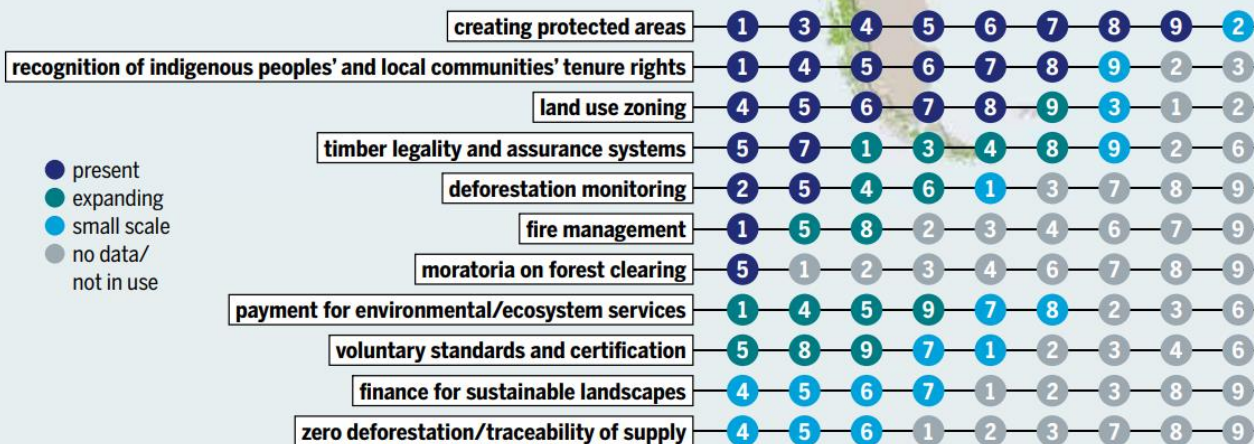 creating protected areas 1 3 4 5 6 7 8 9 2
recognition of indigenous peoples' and local communities' tenure rights 1 4 5 6 7 8 9 2 3
land use zoning 4 5 6 7 8 9 3 1 2
timber legality and assurance systems 5 7 1 3 4 8 9 2 6
deforestation monitoring 2 5 4 6 1 3 7 8 9
fire management 1 5 8 2 3 4 6 7 9
moratoria on forest clearing 5 1 2 3 4 6 7 8 9
payment for environmental/ecosystem services 1 4 5 9 7 8 2 3 6
voluntary standards and certification 5 8 9 7 1 2 3 4 6
finance for sustainable landscapes 4 5 6 7 1 2 3 8 9
zero deforestation/traceability of supply 4 5 6 1 2 3 7 8 9
present
expanding
small scale
no data/
not in use